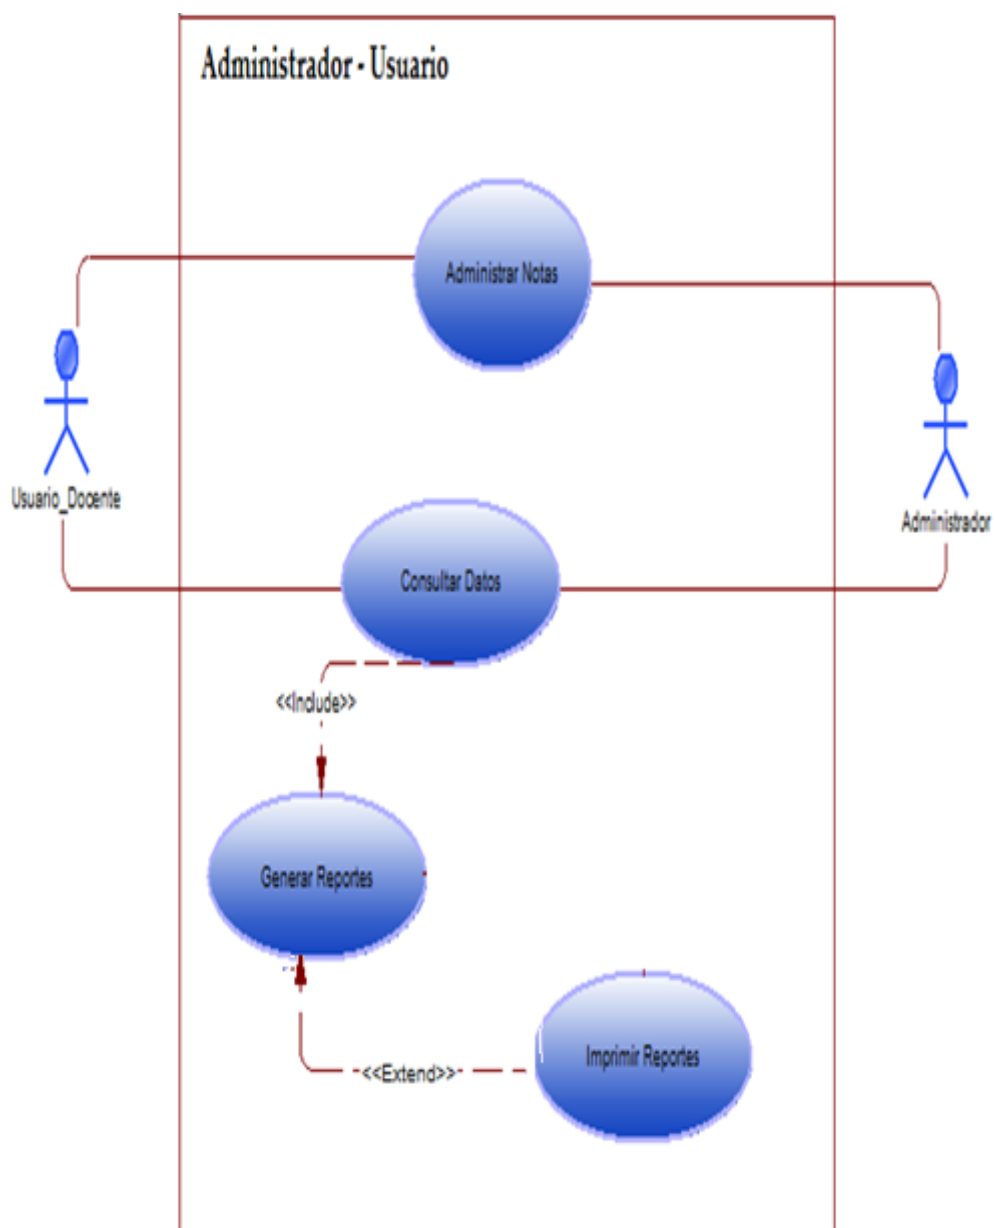 Administrador - Usuario
Administrar Notas
Usuario_Docente
Administrador
Consultar Datos
<<Include>>
Generar Reportes
Imprimir Reportes
<<Extend>>